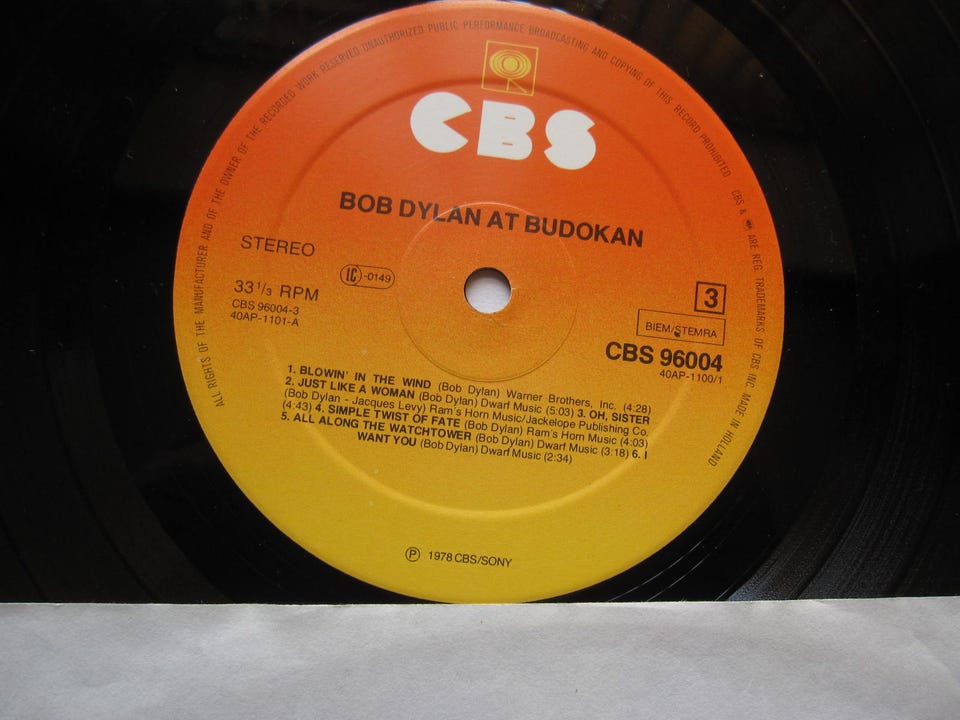 ALL RIGHTS OF THE MANUFACTURER AND OF THE OWNER OF THE RECORDED WORK RESERVED UNAUTHORIZED PUBLIC PERFORMANCE BROADCASTING AND COPYING OF THIS RECORD PROHIBITED CBS & ARE REG. TRADEMARKS OF CBS INC. MADE IN HOLLAND
CBS
BOB DYLAN AT BUDOKAN
STEREO
IC -0149
33 1/3 RPM
CBS 96004-3
40AP-1101-A
3
BIEM/STEMRA
CBS 96004
40AP-1100/1
1. BLOWIN' IN THE WIND (Bob Dylan) Warner Brothers, Inc. (4:28)
2. JUST LIKE A WOMAN (Bob Dylan) Dwarf Music (5:03) 3. OH, SISTER
(Bob Dylan - Jacques Levy) Ram's Horn Music/Jackelope Publishing Co.
(4:43) 4. SIMPLE TWIST OF FATE (Bob Dylan) Ram's Horn Music (4:03)
5. ALL ALONG THE WATCHTOWER (Bob Dylan) Dwarf Music (3:18) 6. I
WANT YOU (Bob Dylan) Dwarf Music (2:34)
Ⓟ 1978 CBS/SONY